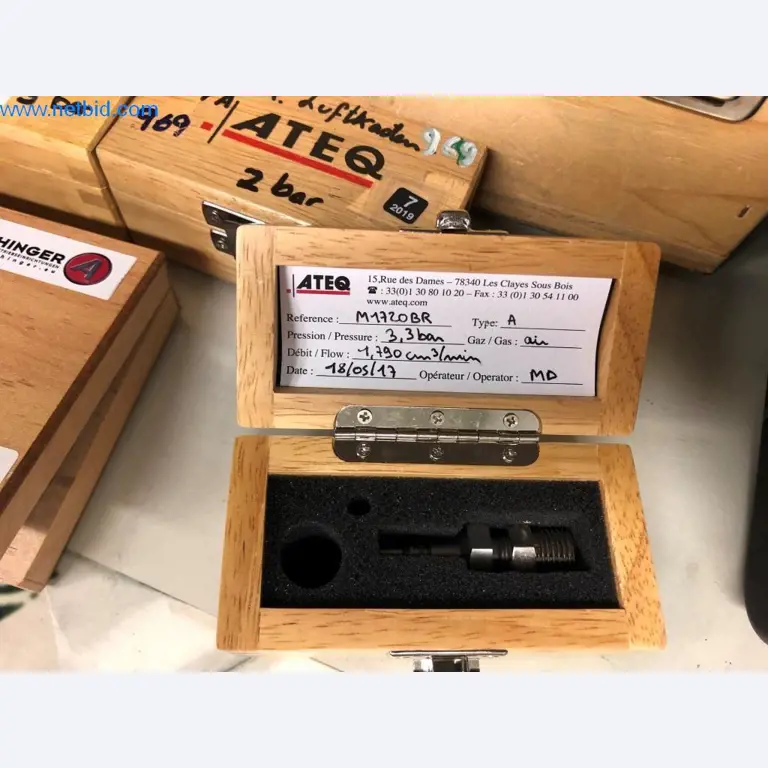 www.netbid.com
Luftkanten 969
969 ATEQ
2 bar
7
2019
HINGER
hinger.eu
ATEQ
15,Rue des Dames – 78340 Les Clayes Sous Bois
☎ : 33(0)1 30 80 10 20 – Fax : 33 (0)1 30 54 11 00
www.ateq.com
Reference : M1720BR Type: A
Pression / Pressure : 3,3 bar Gaz / Gas : air
Débit / Flow : 1,790 cm³/min
Date : 18/05/17 Opérateur / Operator : MD